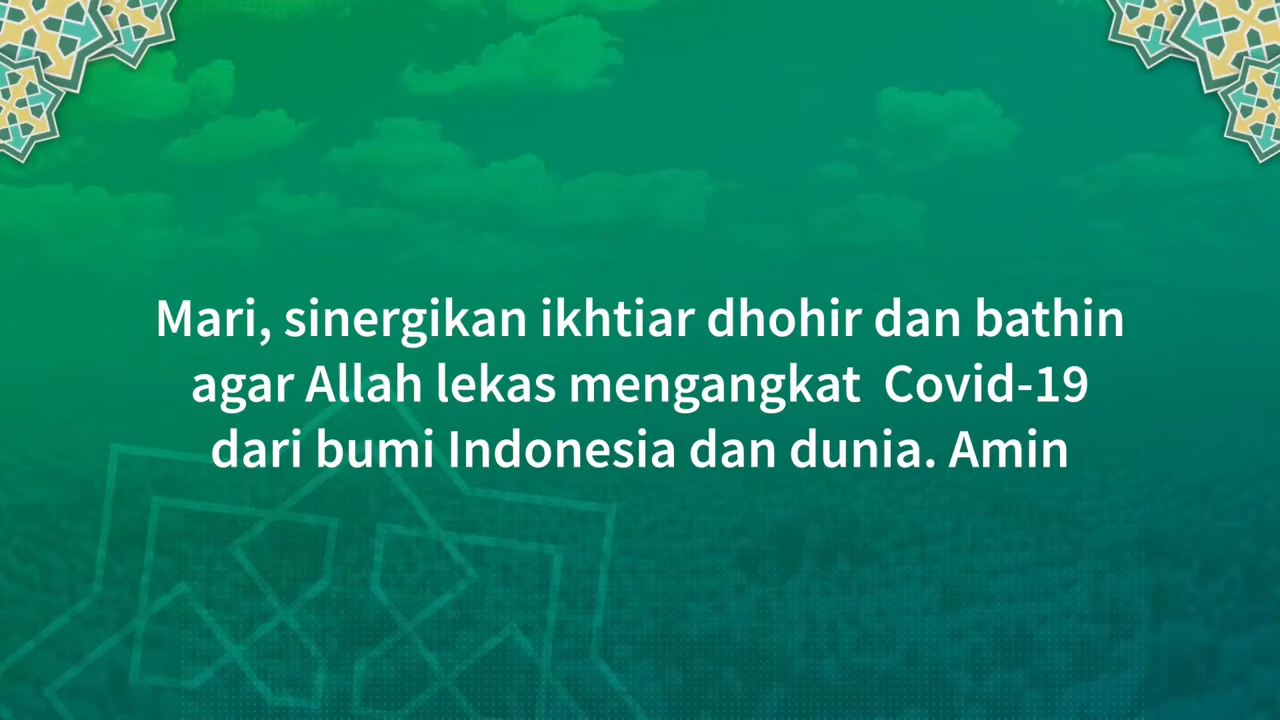 Mari, sinergikan ikhtiar dhohir dan bathin
agar Allah lekas mengangkat  Covid-19
dari bumi Indonesia dan dunia. Amin